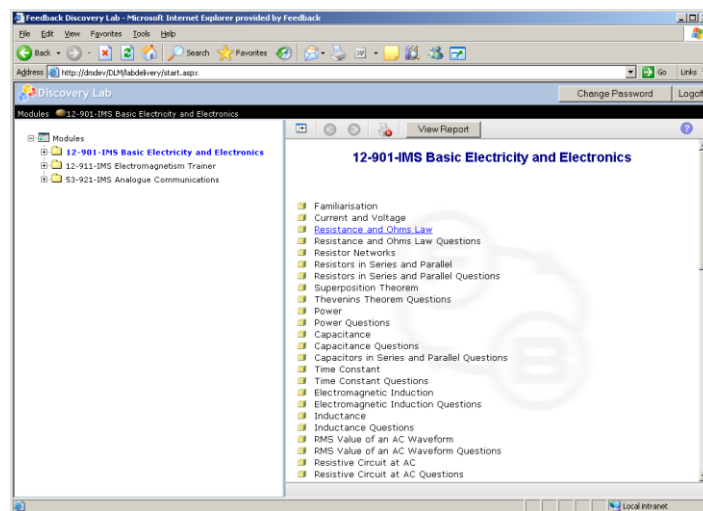 Feedback Discovery Lab - Microsoft Internet Explorer provided by Feedback
File Edit View Favorites Tools Help
Back Search Favorites
Address http://dmdev/DLM/labdelivery/start.aspx Go Links
Discovery Lab Change Password Logoff
Modules 12-901-IMS Basic Electricity and Electronics
Modules
12-901-IMS Basic Electricity and Electronics
12-911-IMS Electromagnetism Trainer
53-921-IMS Analogue Communications
View Report
12-901-IMS Basic Electricity and Electronics
Familiarisation
Current and Voltage
Resistance and Ohms Law
Resistance and Ohms Law Questions
Resistor Networks
Resistors in Series and Parallel
Resistors in Series and Parallel Questions
Superposition Theorem
Thevenins Theorem Questions
Power
Power Questions
Capacitance
Capacitance Questions
Capacitors in Series and Parallel Questions
Time Constant
Time Constant Questions
Electromagnetic Induction
Electromagnetic Induction Questions
Inductance
Inductance Questions
RMS Value of an AC Waveform
RMS Value of an AC Waveform Questions
Resistive Circuit at AC
Resistive Circuit at AC Questions
Local intranet